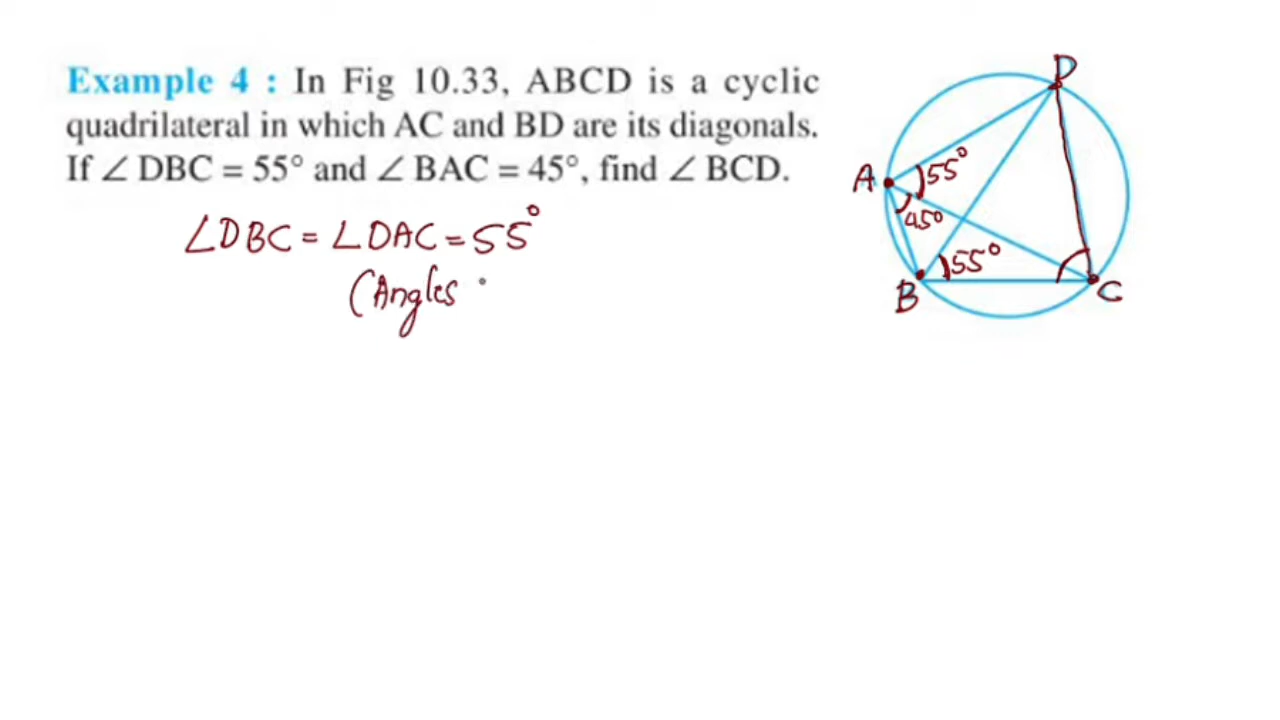 Example 4 : In Fig 10.33, ABCD is a cyclic
quadrilateral in which AC and BD are its diagonals.
If ∠ DBC = 55° and ∠ BAC = 45°, find ∠ BCD.
∠DBC = ∠DAC = 55°
(Angles
D
A
55°
45°
55°
B
C